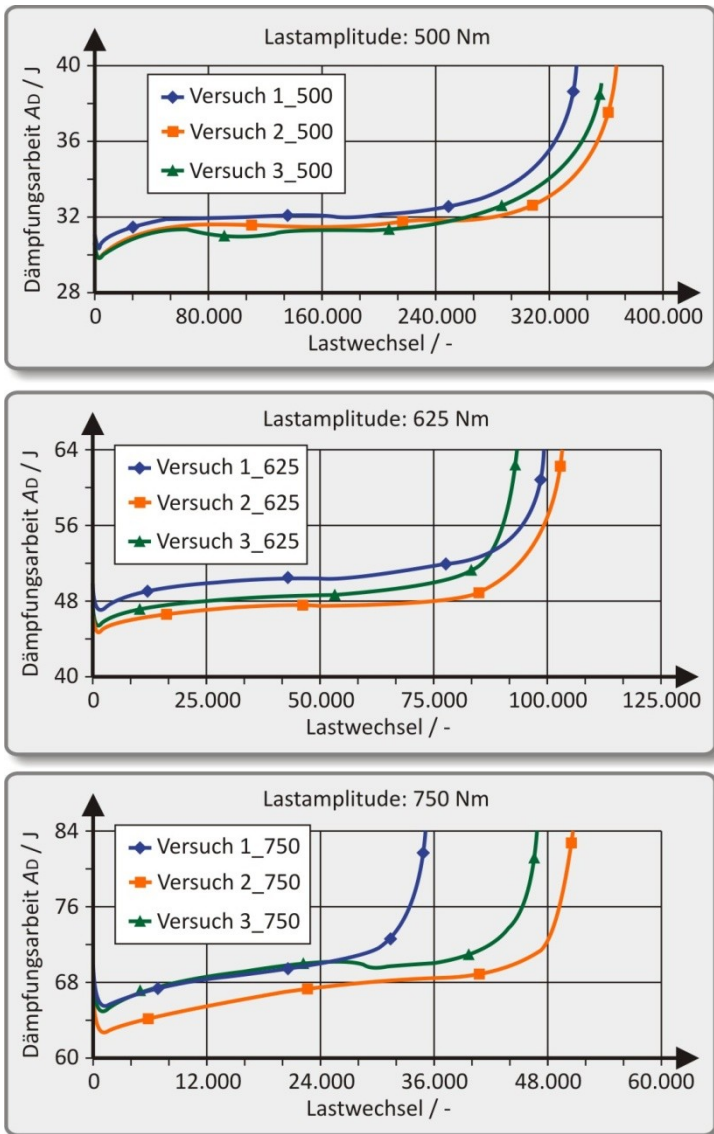 Lastamplitude: 500 Nm
Dämpfungsarbeit AD / J
40
36
32
28
Versuch 1_500
Versuch 2_500
Versuch 3_500
0 80.000 160.000 240.000 320.000 400.000
Lastwechsel / -
Lastamplitude: 625 Nm
Dämpfungsarbeit AD / J
64
56
48
40
Versuch 1_625
Versuch 2_625
Versuch 3_625
0 25.000 50.000 75.000 100.000 125.000
Lastwechsel / -
Lastamplitude: 750 Nm
Dämpfungsarbeit AD / J
84
76
68
60
Versuch 1_750
Versuch 2_750
Versuch 3_750
0 12.000 24.000 36.000 48.000 60.000
Lastwechsel / -